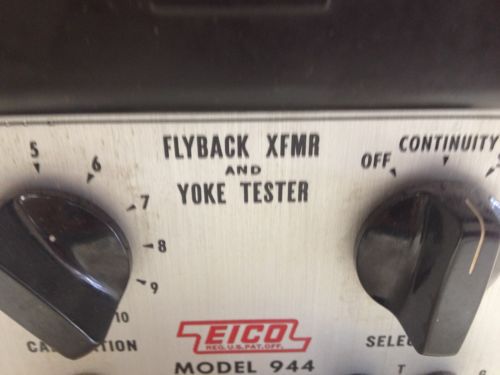 FLYBACK XFMR
AND
YOKE TESTER
5
6
7
8
9
10
OFF
CONTINUITY
EICO
REG. U.S. PAT. OFF.
MODEL 944
T